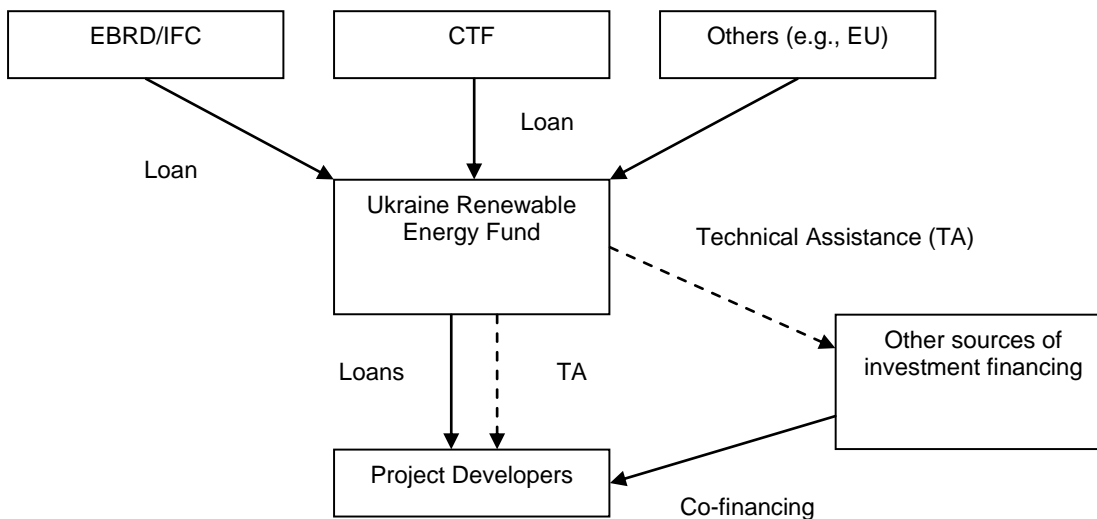 EBRD/IFC
CTF
Others (e.g., EU)
Loan
Loan
Ukraine Renewable
Energy Fund
Technical Assistance (TA)
Other sources of
investment financing
Loans
TA
Project Developers
Co-financing